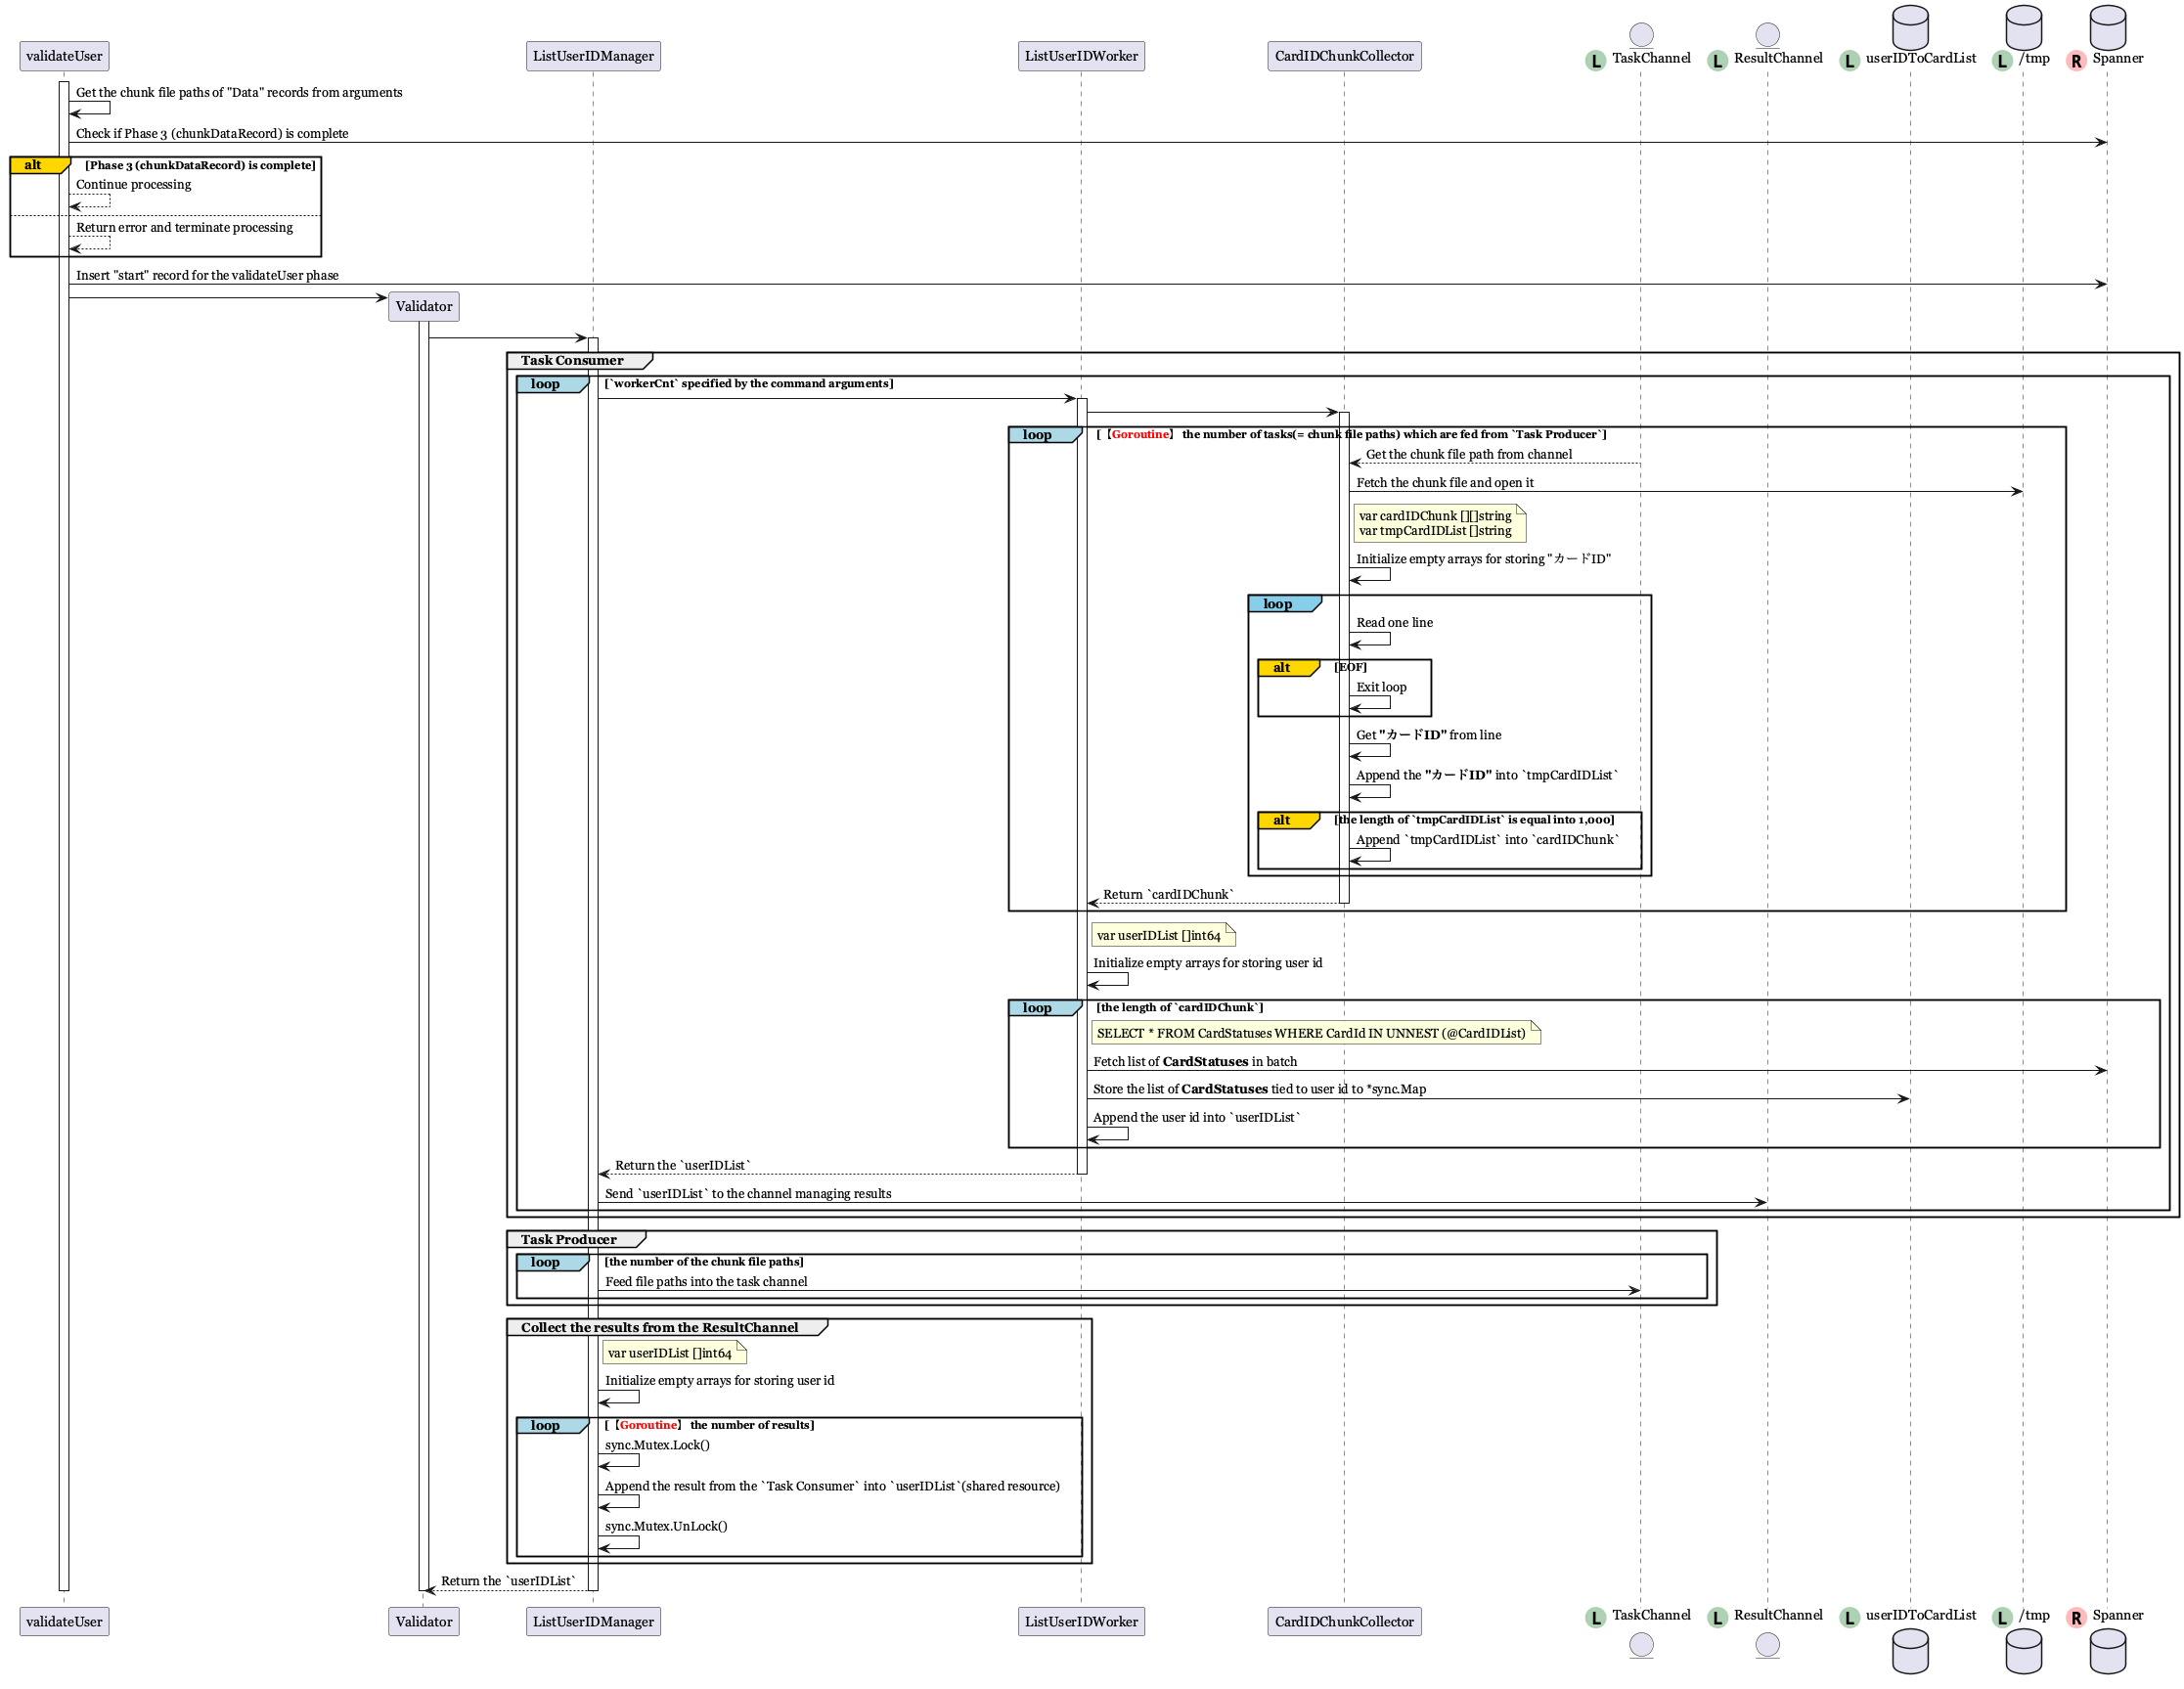 validateUser
ListUserIDManager
ListUserIDWorker
CardIDChunkCollector
L TaskChannel
L ResultChannel
L userIDToCardList
L /tmp
R Spanner
Get the chunk file paths of "Data" records from arguments
Check if Phase 3 (chunkDataRecord) is complete
alt [Phase 3 (chunkDataRecord) is complete]
Continue processing
Return error and terminate processing
Insert "start" record for the validateUser phase
Validator
Task Consumer
loop [`workerCnt` specified by the command arguments]
loop [【Goroutine】 the number of tasks(= chunk file paths) which are fed from `Task Producer`]
Get the chunk file path from channel
Fetch the chunk file and open it
var cardIDChunk [][]string
var tmpCardIDList []string
Initialize empty arrays for storing "カードID"
loop
Read one line
alt [EOF]
Exit loop
Get "カードID" from line
Append the "カードID" into `tmpCardIDList`
alt [the length of `tmpCardIDList` is equal into 1,000]
Append `tmpCardIDList` into `cardIDChunk`
Return `cardIDChunk`
var userIDList []int64
Initialize empty arrays for storing user id
loop [the length of `cardIDChunk`]
SELECT * FROM CardStatuses WHERE CardId IN UNNEST (@CardIDList)
Fetch list of CardStatuses in batch
Store the list of CardStatuses tied to user id to *sync.Map
Append the user id into `userIDList`
Return the `userIDList`
Send `userIDList` to the channel managing results
Task Producer
loop [the number of the chunk file paths]
Feed file paths into the task channel
Collect the results from the ResultChannel
var userIDList []int64
Initialize empty arrays for storing user id
loop [【Goroutine】 the number of results]
sync.Mutex.Lock()
Append the result from the `Task Consumer` into `userIDList`(shared resource)
sync.Mutex.UnLock()
Return the `userIDList`
validateUser
Validator
ListUserIDManager
ListUserIDWorker
CardIDChunkCollector
L TaskChannel
L ResultChannel
L userIDToCardList
L /tmp
R Spanner